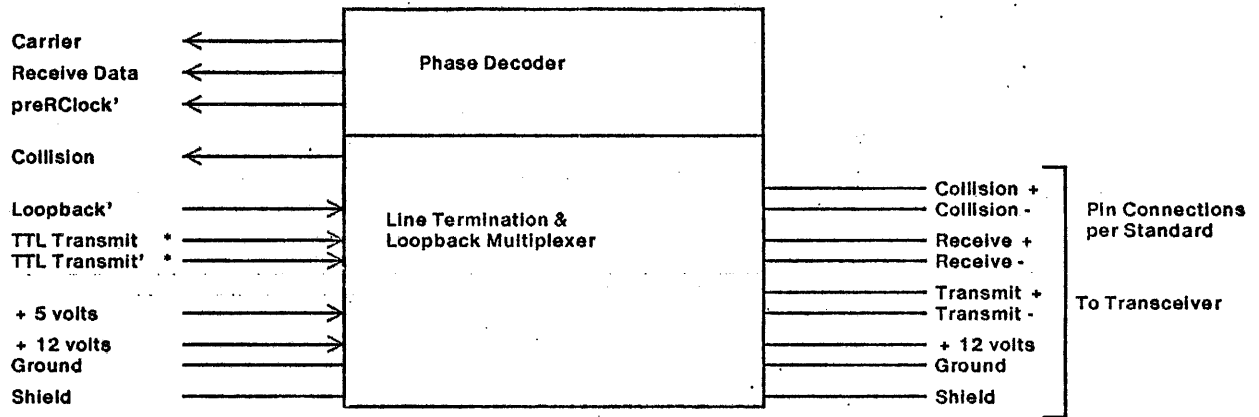 Carrier
Receive Data
preRClock'
Collision
Loopback'
TTL Transmit *
TTL Transmit' *
+ 5 volts
+ 12 volts
Ground
Shield
Phase Decoder
Line Termination &
Loopback Multiplexer
Collision +
Collision -
Receive +
Receive -
Transmit +
Transmit -
+ 12 volts
Ground
Shield
Pin Connections
per Standard
To Transceiver